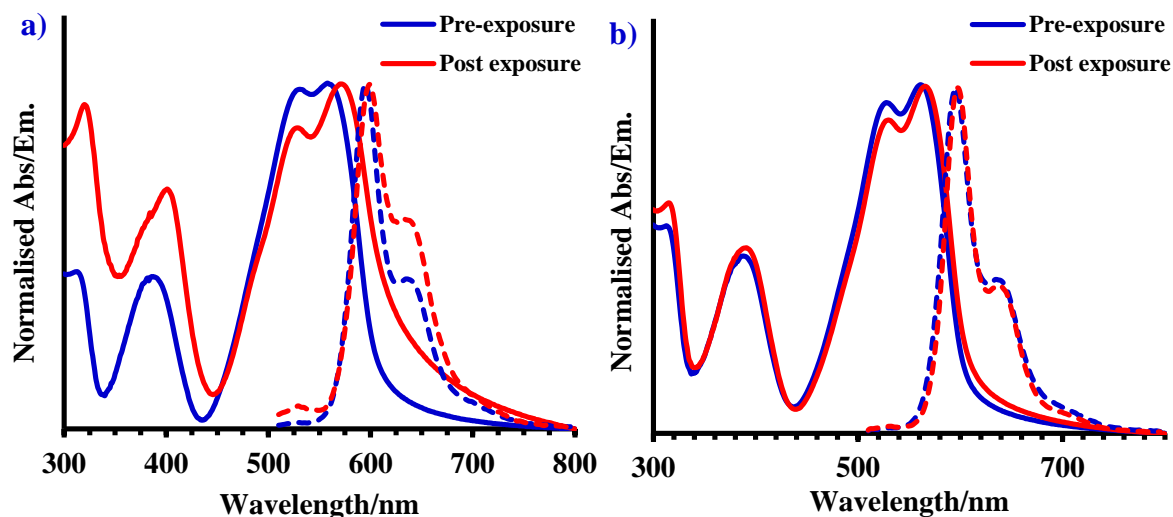 a)
Pre-exposure
Post exposure
Normalised Abs/Em.
300 400 500 600 700 800
Wavelength/nm
b)
Pre-exposure
Post exposure
Normalised Abs/Em.
300 500 700
Wavelength/nm